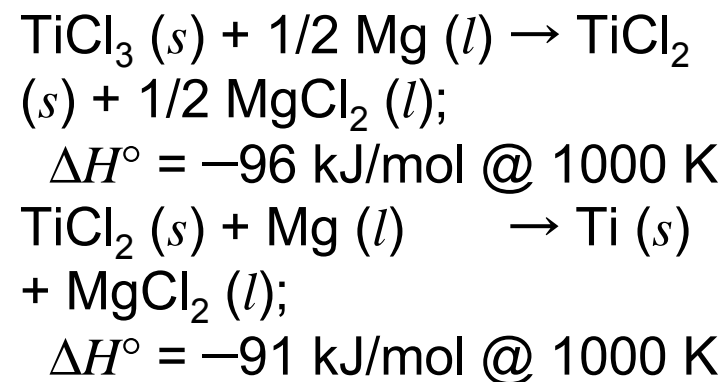 TiCl₃ (s) + 1/2 Mg (l) → TiCl₂
(s) + 1/2 MgCl₂ (l);
ΔH° = –96 kJ/mol @ 1000 K
TiCl₂ (s) + Mg (l) → Ti (s)
+ MgCl₂ (l);
ΔH° = –91 kJ/mol @ 1000 K